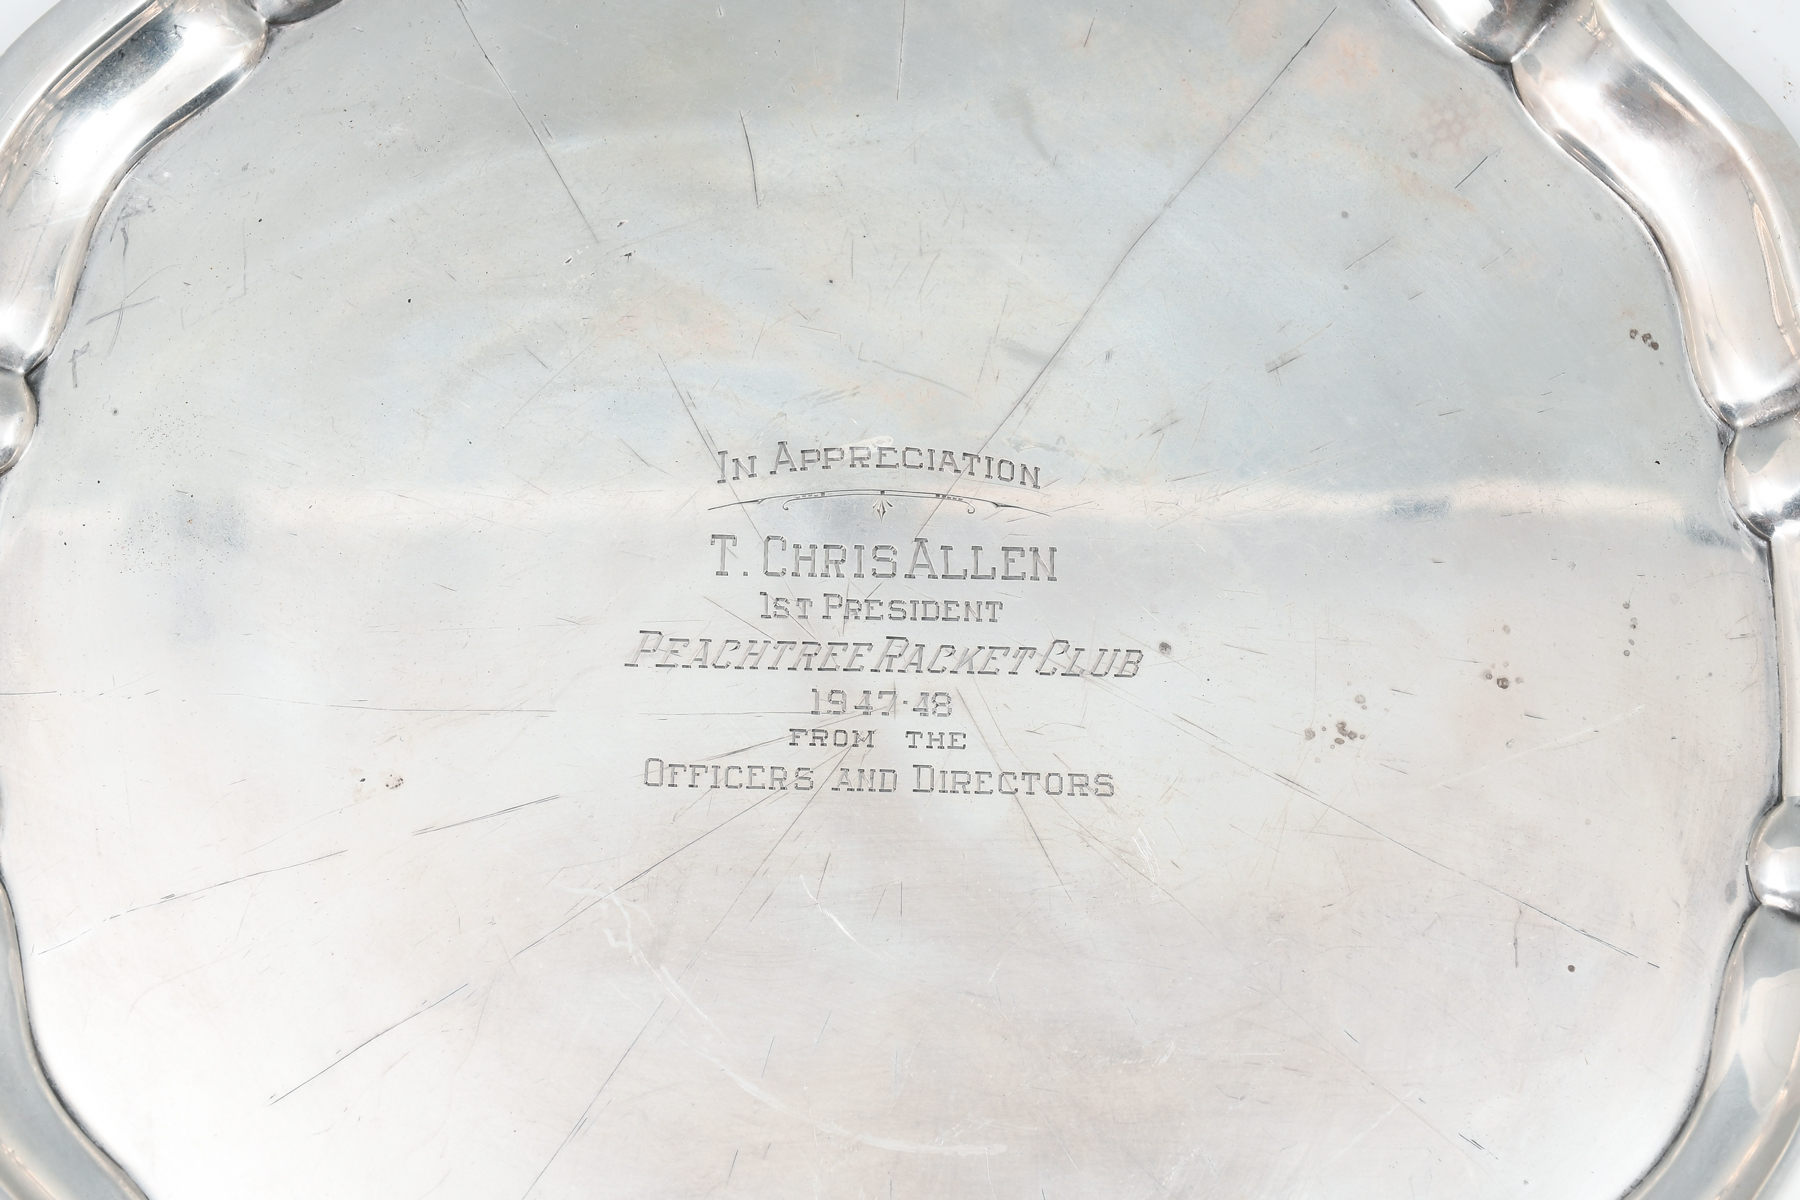 In Appreciation
T. Chris Allen
1st President
Peachtree Racket Club
1947-48
from the
Officers and Directors